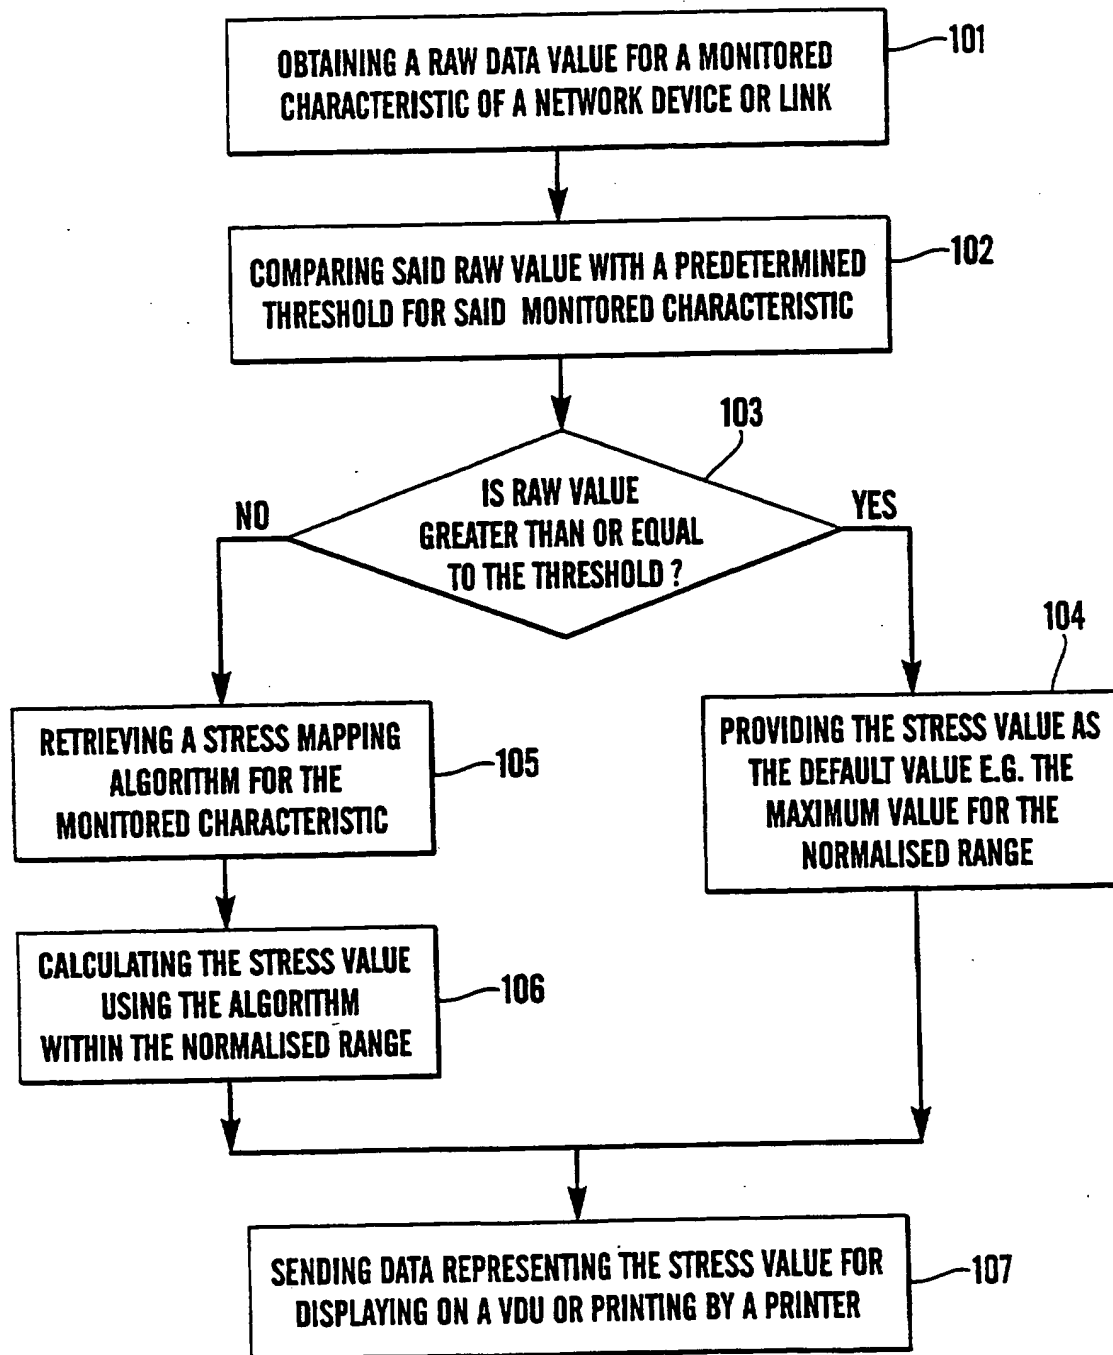 OBTAINING A RAW DATA VALUE FOR A MONITORED
CHARACTERISTIC OF A NETWORK DEVICE OR LINK
101
COMPARING SAID RAW VALUE WITH A PREDETERMINED
THRESHOLD FOR SAID MONITORED CHARACTERISTIC
102
103
IS RAW VALUE
GREATER THAN OR EQUAL
TO THE THRESHOLD ?
NO
YES
104
RETRIEVING A STRESS MAPPING
ALGORITHM FOR THE
MONITORED CHARACTERISTIC
105
PROVIDING THE STRESS VALUE AS
THE DEFAULT VALUE E.G. THE
MAXIMUM VALUE FOR THE
NORMALISED RANGE
CALCULATING THE STRESS VALUE
USING THE ALGORITHM
WITHIN THE NORMALISED RANGE
106
SENDING DATA REPRESENTING THE STRESS VALUE FOR
DISPLAYING ON A VDU OR PRINTING BY A PRINTER
107